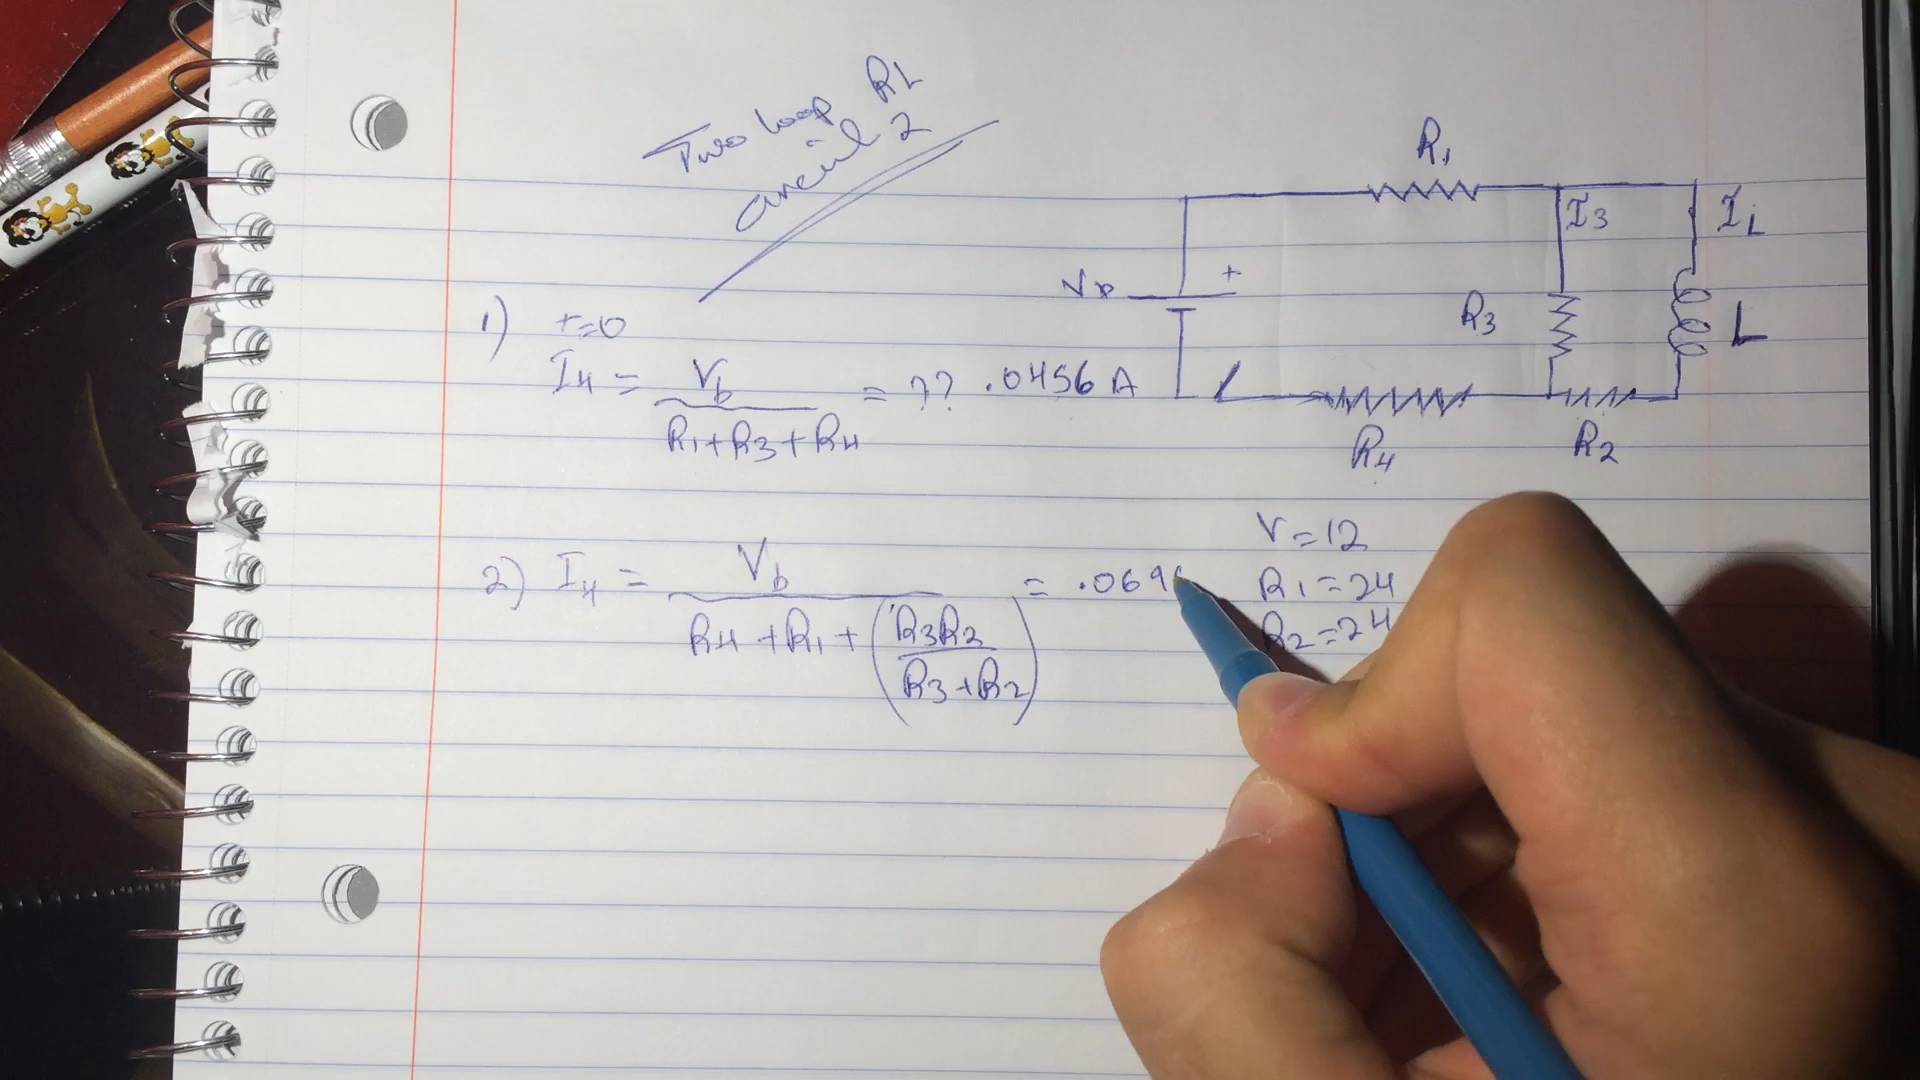 Two loop RL
circuit 2
R1
I3
IL
Vb
+
R3
L
R4
R2
1) t=0
I4 = Vb / R1+R3+R4 = ?? .0456 A
V=12
R1=24
R2=24
2) I4 = Vb / R4+R1+(R3R2 / R3+R2) = .069